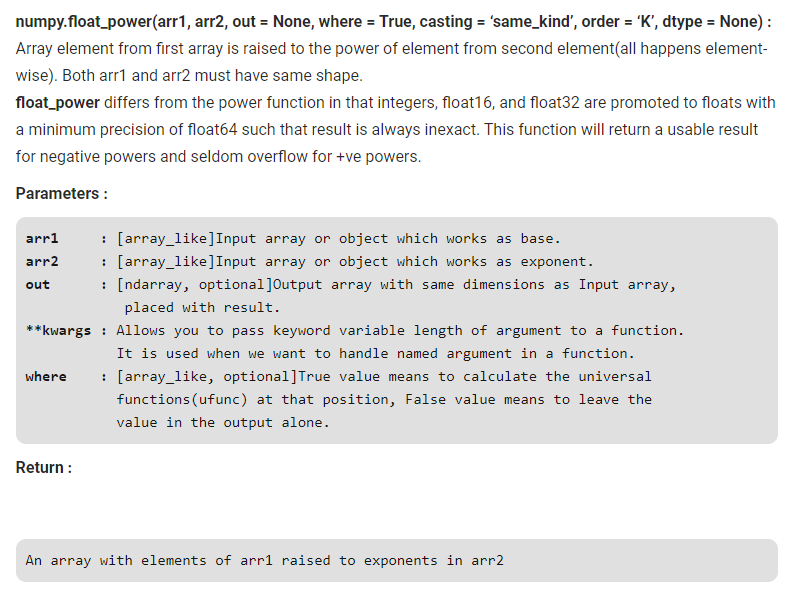 numpy.float_power(arr1, arr2, out = None, where = True, casting = ‘same_kind’, order = ‘K’, dtype = None) :
Array element from first array is raised to the power of element from second element(all happens element-
wise). Both arr1 and arr2 must have same shape.
float_power differs from the power function in that integers, float16, and float32 are promoted to floats with
a minimum precision of float64 such that result is always inexact. This function will return a usable result
for negative powers and seldom overflow for +ve powers.
Parameters :
arr1     : [array_like]Input array or object which works as base.
arr2     : [array_like]Input array or object which works as exponent.
out      : [ndarray, optional]Output array with same dimensions as Input array,
            placed with result.
**kwargs : Allows you to pass keyword variable length of argument to a function.
           It is used when we want to handle named argument in a function.
where    : [array_like, optional]True value means to calculate the universal
           functions(ufunc) at that position, False value means to leave the
           value in the output alone.
Return :
An array with elements of arr1 raised to exponents in arr2